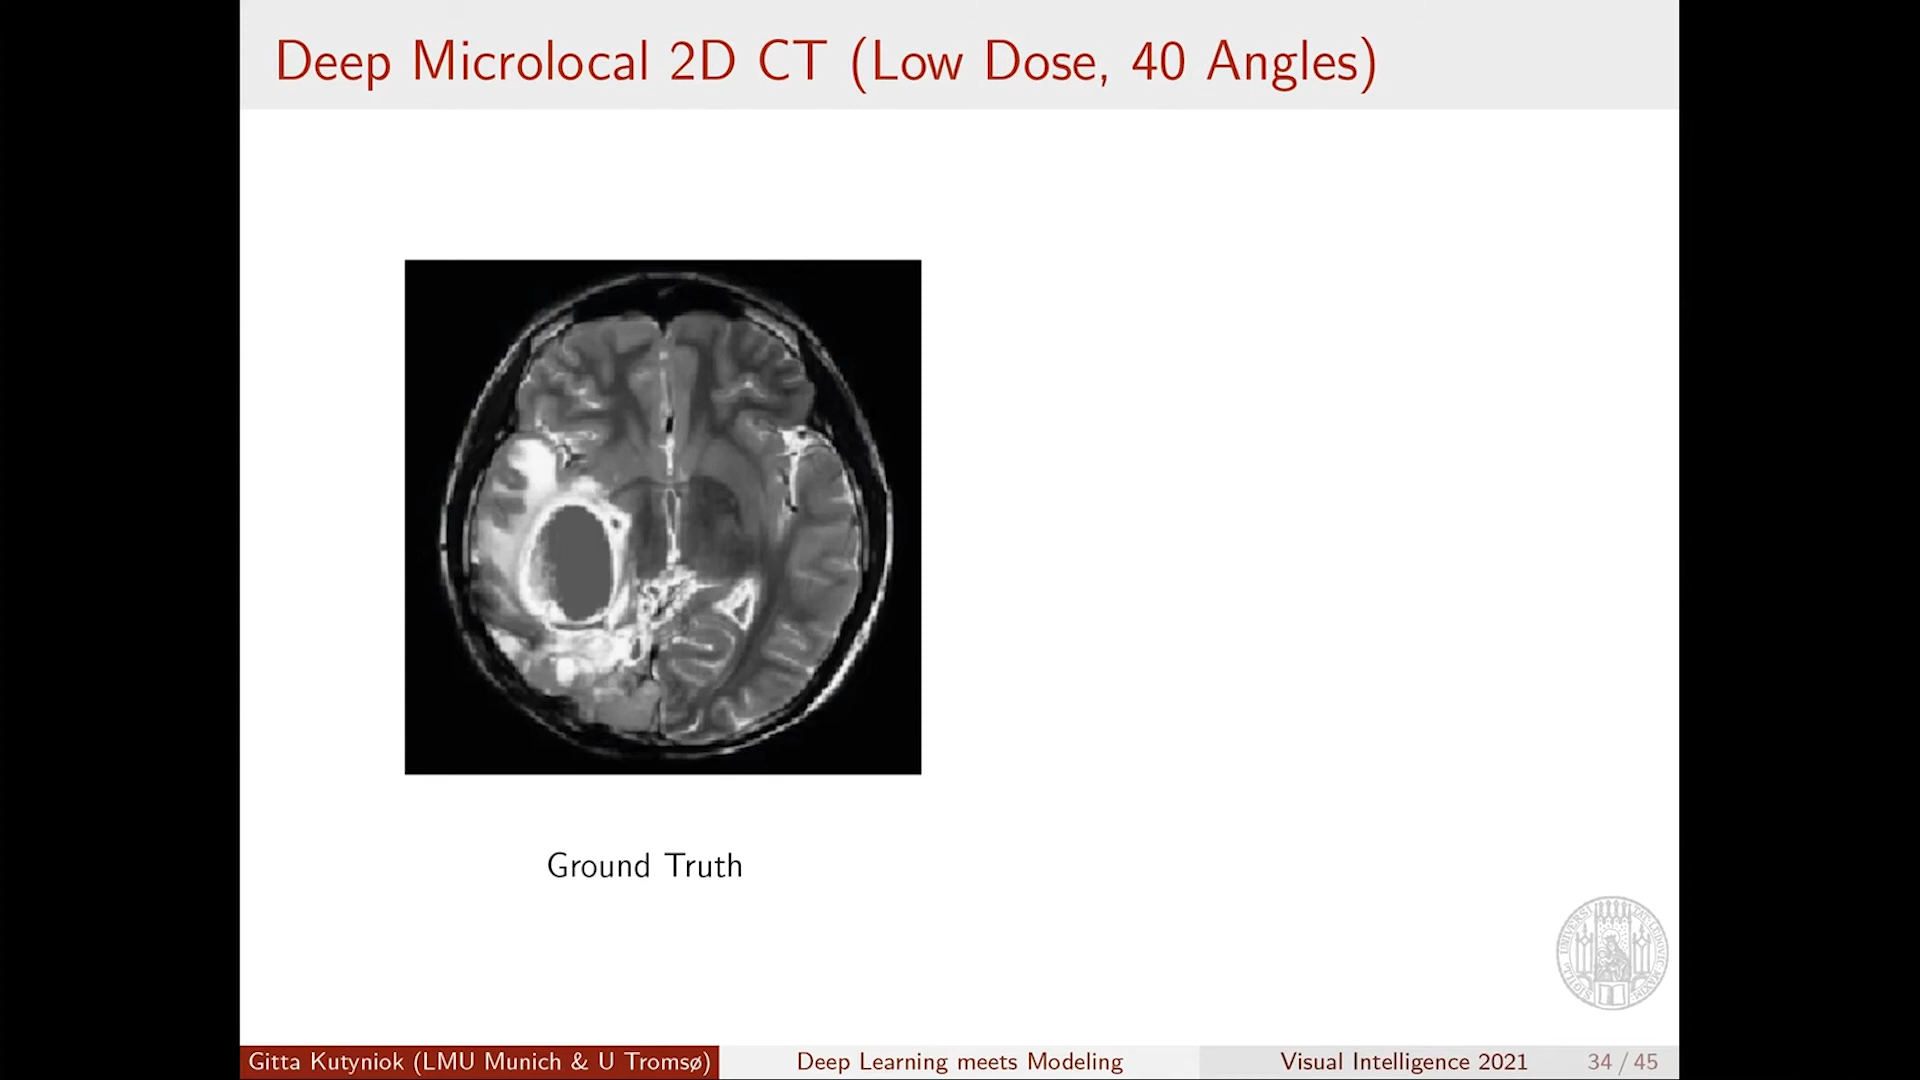 Deep Microlocal 2D CT (Low Dose, 40 Angles)
Ground Truth
Gitta Kutyniok (LMU Munich & U Tromsø)
Deep Learning meets Modeling
Visual Intelligence 2021
34 / 45